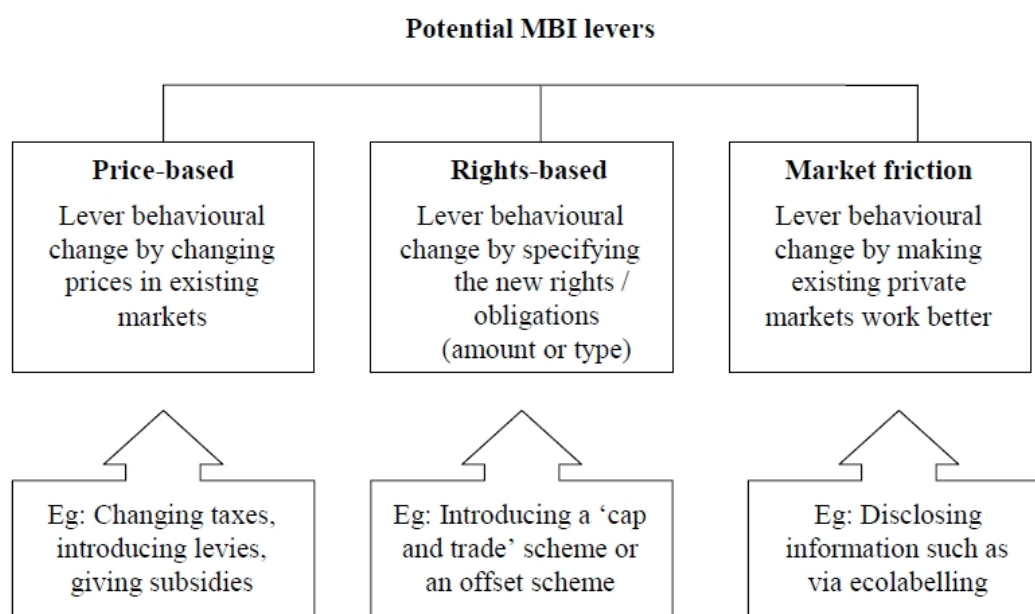 Potential MBI levers
Price-based
Lever behavioural
change by changing
prices in existing
markets
Rights-based
Lever behavioural
change by specifying
the new rights /
obligations
(amount or type)
Market friction
Lever behavioural
change by making
existing private
markets work better
Eg: Changing taxes,
introducing levies,
giving subsidies
Eg: Introducing a ‘cap
and trade’ scheme or
an offset scheme
Eg: Disclosing
information such as
via ecolabelling